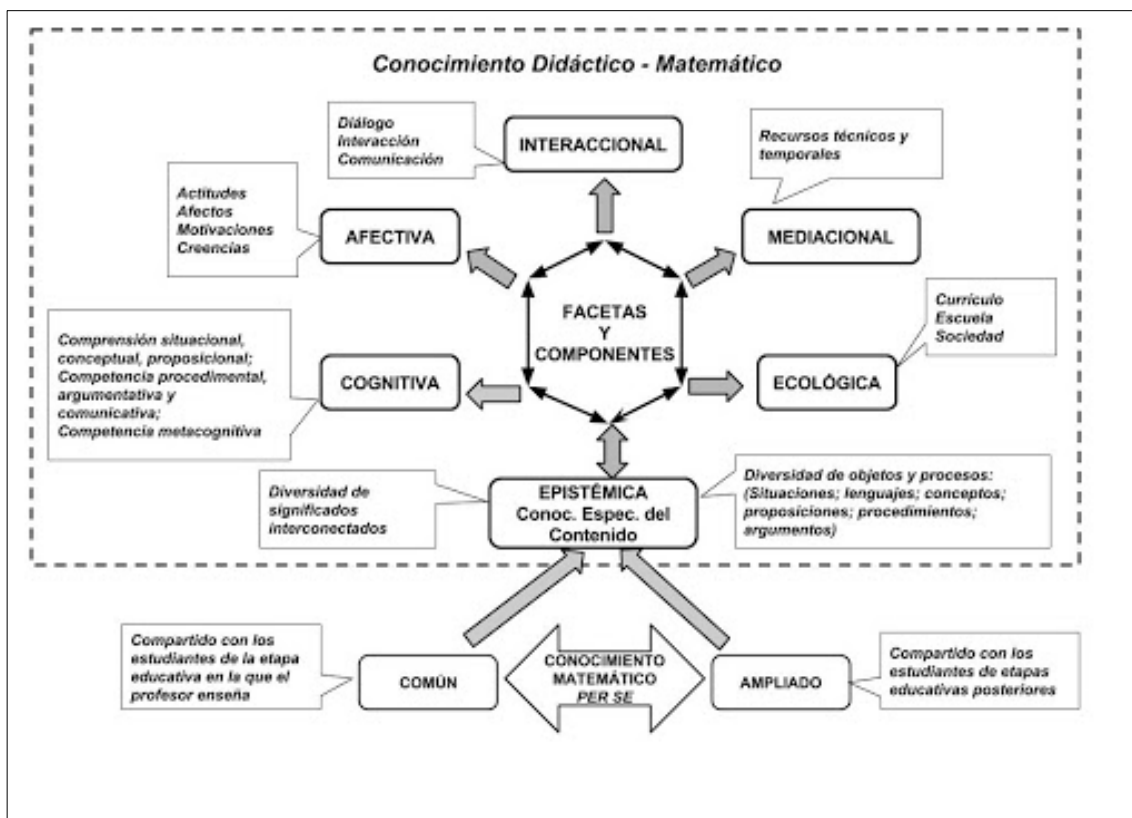 Conocimiento Didáctico - Matemático
Diálogo
Interacción
Comunicación
INTERACCIONAL
Recursos técnicos y
temporales
Actitudes
Afectos
Motivaciones
Creencias
AFECTIVA
MEDIACIONAL
FACETAS
Y
COMPONENTES
Currículo
Escuela
Sociedad
Comprensión situacional,
conceptual, proposicional;
Competencia procedimental,
argumentativa y
comunicativa;
Competencia metacognitiva
COGNITIVA
ECOLÓGICA
Diversidad de
significados
interconectados
EPISTÉMICA
Conoc. Espec. del
Contenido
Diversidad de objetos y procesos:
(Situaciones; lenguajes; conceptos;
proposiciones; procedimientos;
argumentos)
Compartido con los
estudiantes de la etapa
educativa en la que el
profesor enseña
COMÚN
CONOCIMIENTO
MATEMÁTICO
PER SE
AMPLIADO
Compartido con los
estudiantes de etapas
educativas posteriores